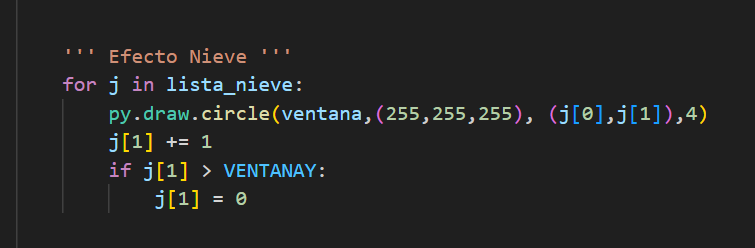 ''' Efecto Nieve '''
for j in lista_nieve:
    py.draw.circle(ventana,(255,255,255), (j[0],j[1]),4)
    j[1] += 1
    if j[1] > VENTANAY:
        j[1] = 0